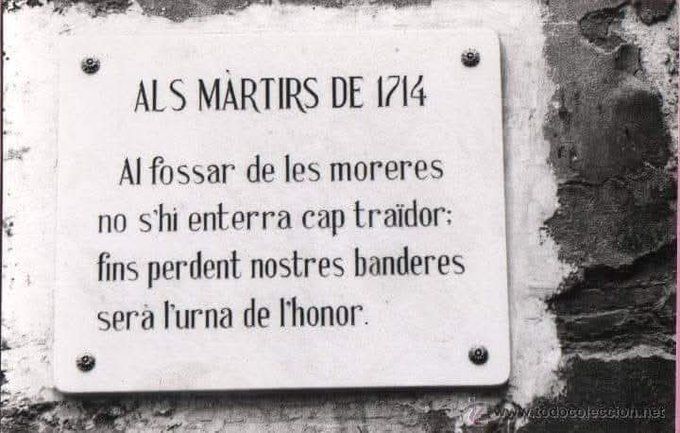 ALS MÀRTIRS DE 1714
Al fossar de les moreres
no s'hi enterra cap traïdor;
fins perdent nostres banderes
serà l'urna de l'honor.
www.todocoleccion.net